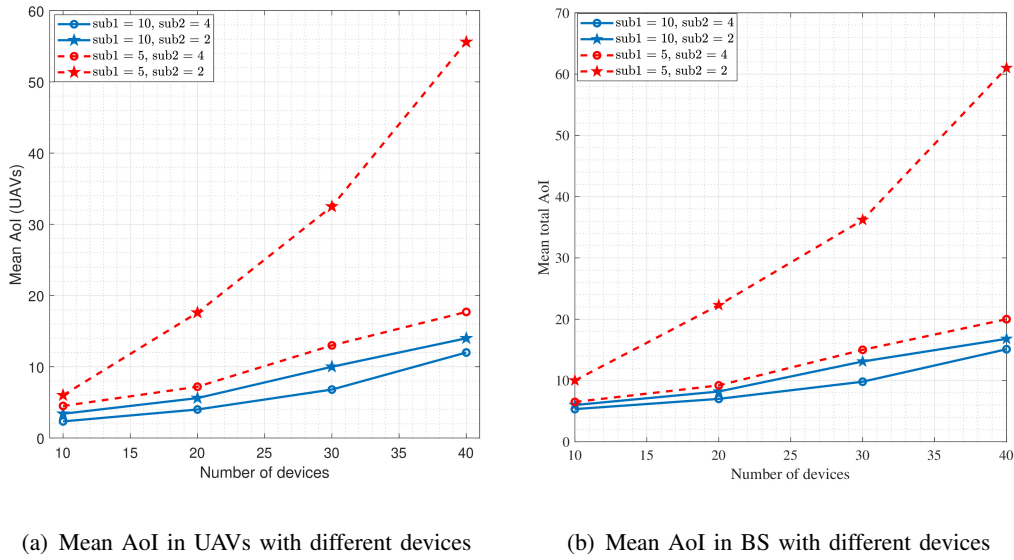 (a)
(b)
sub1 = 10, sub2 = 4
sub1 = 10, sub2 = 2
sub1 = 5, sub2 = 4
sub1 = 5, sub2 = 2
60
50
40
30
20
10
0
Mean AoI (UAVs)
10 15 20 25 30 35 40
Number of devices
sub1 = 10, sub2 = 4
sub1 = 10, sub2 = 2
sub1 = 5, sub2 = 4
sub1 = 5, sub2 = 2
70
60
50
40
30
20
10
0
Mean total AoI
10 15 20 25 30 35 40
Number of devices
(a) Mean AoI in UAVs with different devices
(b) Mean AoI in BS with different devices